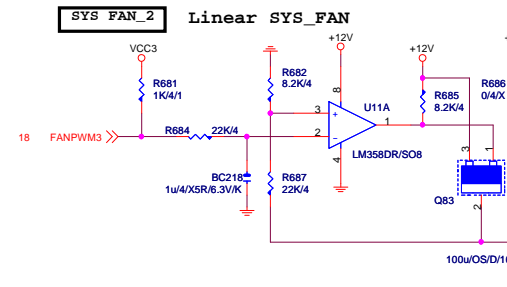 SYS FAN_2
Linear SYS_FAN
VCC3
+12V
+12V
R681
1K/4/1
R682
8.2K/4
R686
0/4/X
R685
8.2K/4
8
U11A
3
+
1
2
-
18 FANPWM3
R684 22K/4
LM358DR/SO8
4
3
1
BC218
1u/4/X5R/6.3V/K
R687
22K/4
Q83
2
100u/OS/D/1